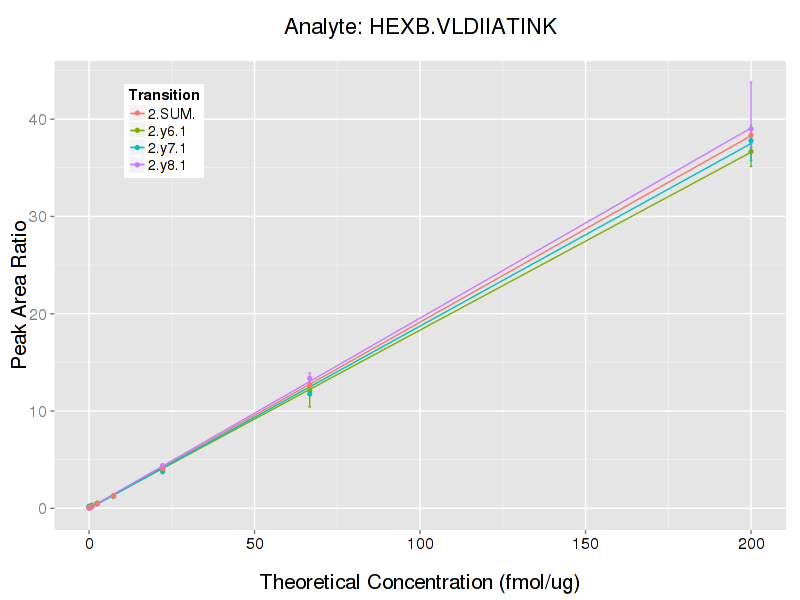 Analyte: HEXB.VLDIIATINK
Transition
2.SUM.
2.y6.1
2.y7.1
2.y8.1
Peak Area Ratio
40
30
20
10
0
0 50 100 150 200
Theoretical Concentration (fmol/ug)